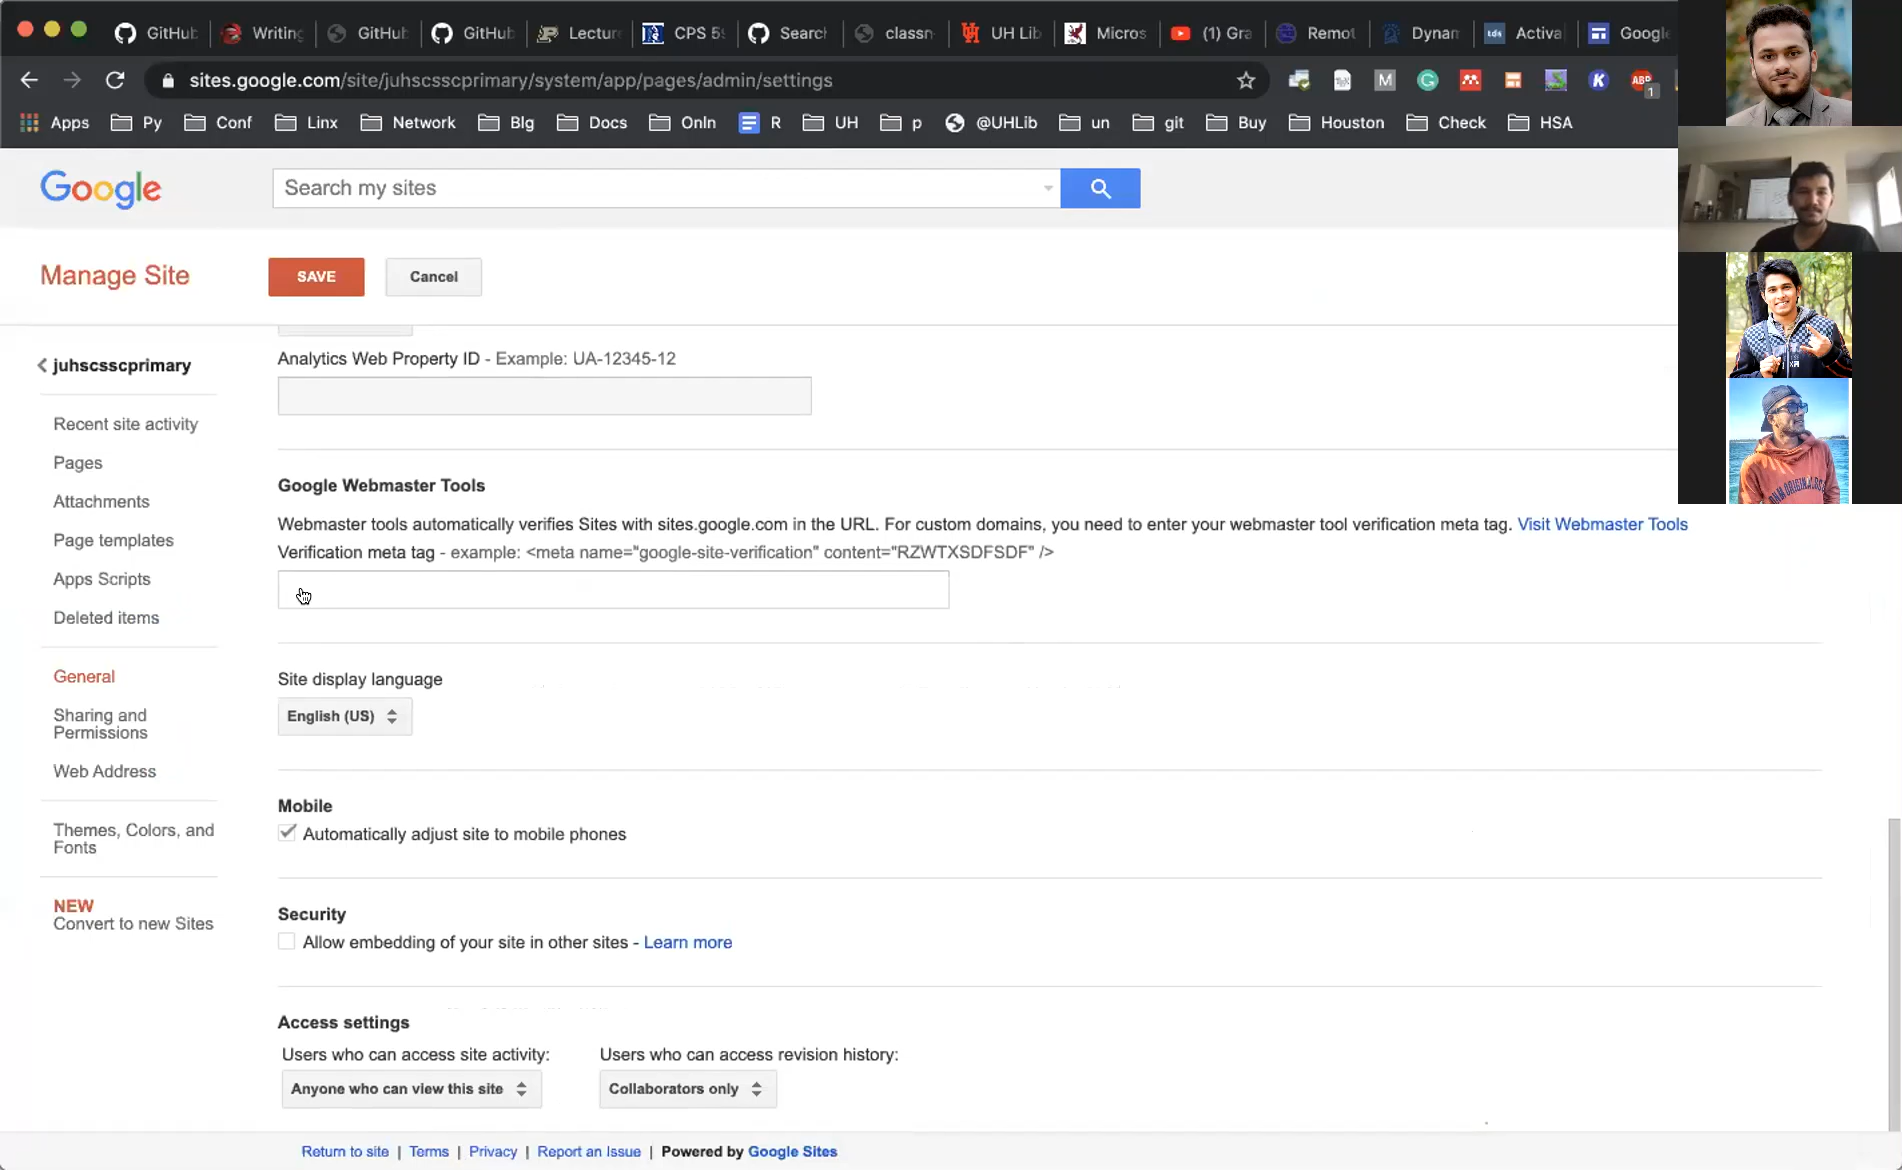 GitHub Writing GitHub GitHub Lecture CPS Search classn UH Lib Micros (1) Gra Remot Dynam tds Activa Google
sites.google.com/site/juhscsscprimary/system/app/pages/admin/settings M K ABP 1
Apps Py Conf Linx Network Blg Docs Onln R UH p @UHLib un git Buy Houston Check HSA
Google Search my sites
Manage Site SAVE Cancel
juhscsscprimary
Recent site activity
Pages
Attachments
Page templates
Apps Scripts
Deleted items
General
Sharing and
Permissions
Web Address
Themes, Colors, and
Fonts
NEW
Convert to new Sites
Analytics Web Property ID - Example: UA-12345-12
Google Webmaster Tools
Webmaster tools automatically verifies Sites with sites.google.com in the URL. For custom domains, you need to enter your webmaster tool verification meta tag. Visit Webmaster Tools
Verification meta tag - example: <meta name="google-site-verification" content="RZWTXSDFSDF" />
Site display language
English (US)
Mobile
Automatically adjust site to mobile phones
Security
Allow embedding of your site in other sites - Learn more
Access settings
Users who can access site activity: Users who can access revision history:
Anyone who can view this site Collaborators only
Return to site | Terms | Privacy | Report an Issue | Powered by Google Sites